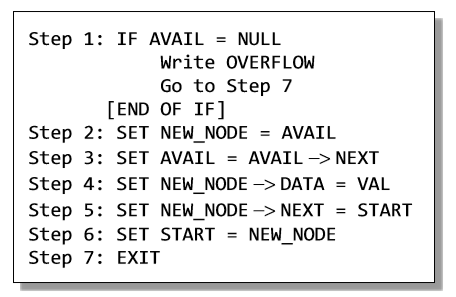 Step 1: IF AVAIL = NULL
Write OVERFLOW
Go to Step 7
[END OF IF]
Step 2: SET NEW_NODE = AVAIL
Step 3: SET AVAIL = AVAIL —> NEXT
Step 4: SET NEW_NODE —> DATA = VAL
Step 5: SET NEW_NODE —> NEXT = START
Step 6: SET START = NEW_NODE
Step 7: EXIT